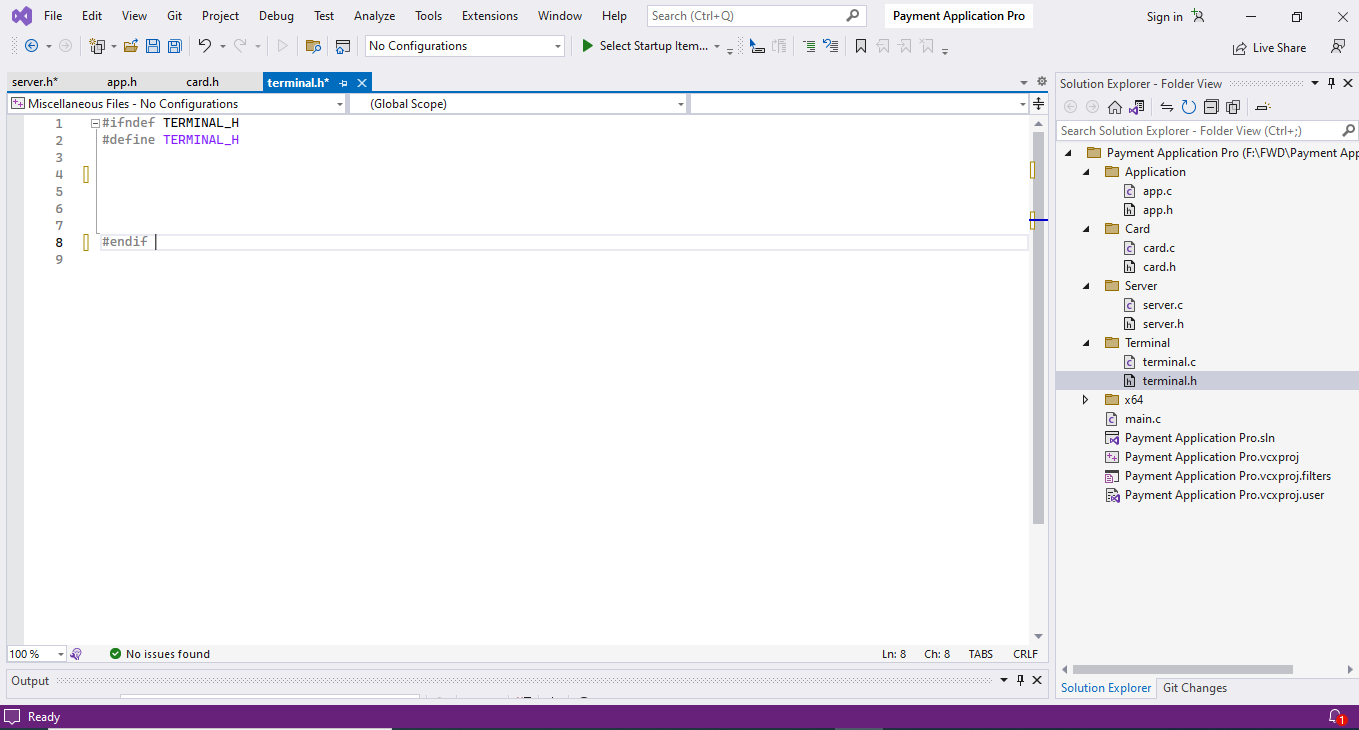 File Edit View Git Project Debug Test Analyze Tools Extensions Window Help Search (Ctrl+Q) Payment Application Pro Sign in
No Configurations Select Startup Item... Live Share
server.h* app.h card.h terminal.h*
Miscellaneous Files - No Configurations (Global Scope)
1 #ifndef TERMINAL_H
2 #define TERMINAL_H
3
4
5
6
7
8 #endif
9
100 % No issues found Ln: 8 Ch: 8 TABS CRLF
Output
Solution Explorer - Folder View
Search Solution Explorer - Folder View (Ctrl+;)
Payment Application Pro (F:\FWD\Payment App
Application
app.c
app.h
Card
card.c
card.h
Server
server.c
server.h
Terminal
terminal.c
terminal.h
x64
main.c
Payment Application Pro.sln
Payment Application Pro.vcxproj
Payment Application Pro.vcxproj.filters
Payment Application Pro.vcxproj.user
Solution Explorer Git Changes
Ready 1